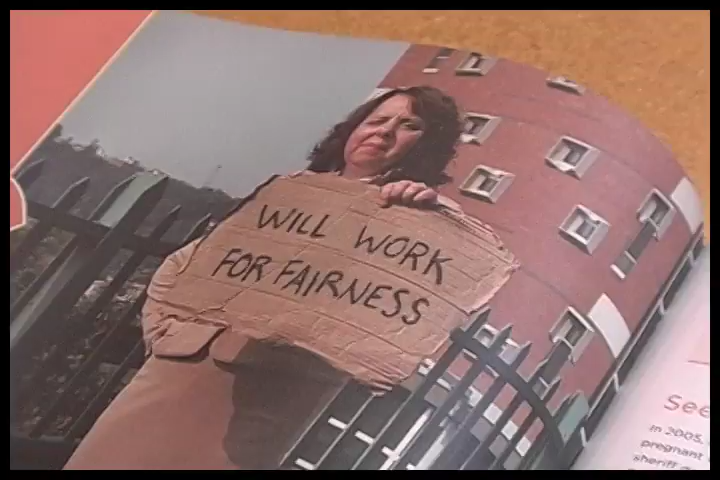 WILL WORK
FOR FAIRNESS
See
In 2005,
pregnant
sheriff